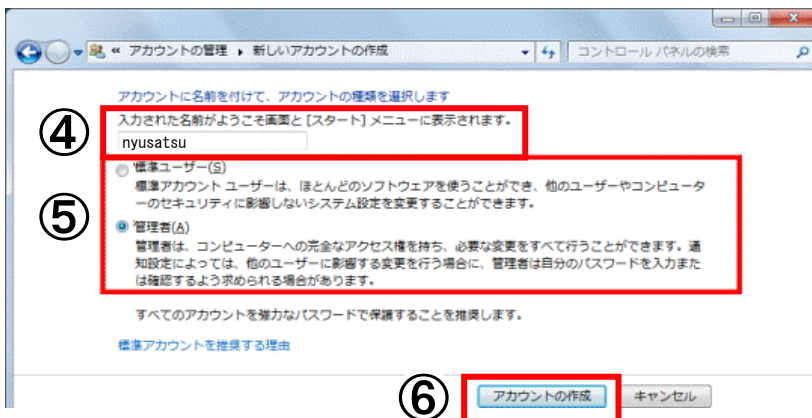 « アカウントの管理 ▸ 新しいアカウントの作成
コントロール パネルの検索
アカウントに名前を付けて、アカウントの種類を選択します
④
入力された名前がようこそ画面と [スタート] メニューに表示されます。
nyusatsu
⑤
標準ユーザー(S)
標準アカウント ユーザーは、ほとんどのソフトウェアを使うことができ、他のユーザーやコンピュータ
ーのセキュリティに影響しないシステム設定を変更することができます。
管理者(A)
管理者は、コンピューターへの完全なアクセス権を持ち、必要な変更をすべて行うことができます。通
知設定によっては、他のユーザーに影響する変更を行う場合に、管理者は自分のパスワードを入力また
は確認するよう求められる場合があります。
すべてのアカウントを強力なパスワードで保護することを推奨します。
標準アカウントを推奨する理由
⑥
アカウントの作成
キャンセル